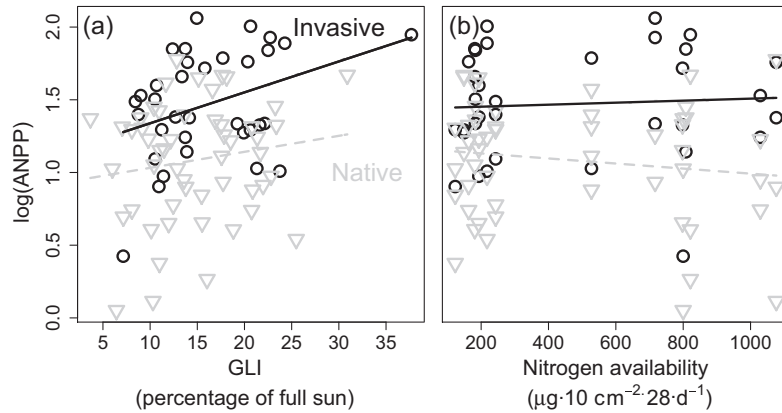 (a)
Invasive
Native
log(ANPP)
0.0
0.5
1.0
1.5
2.0
5
10
15
20
25
30
35
GLI
(percentage of full sun)
(b)
200
400
600
800
1000
Nitrogen availability
(μg·10 cm⁻²·28·d⁻¹)